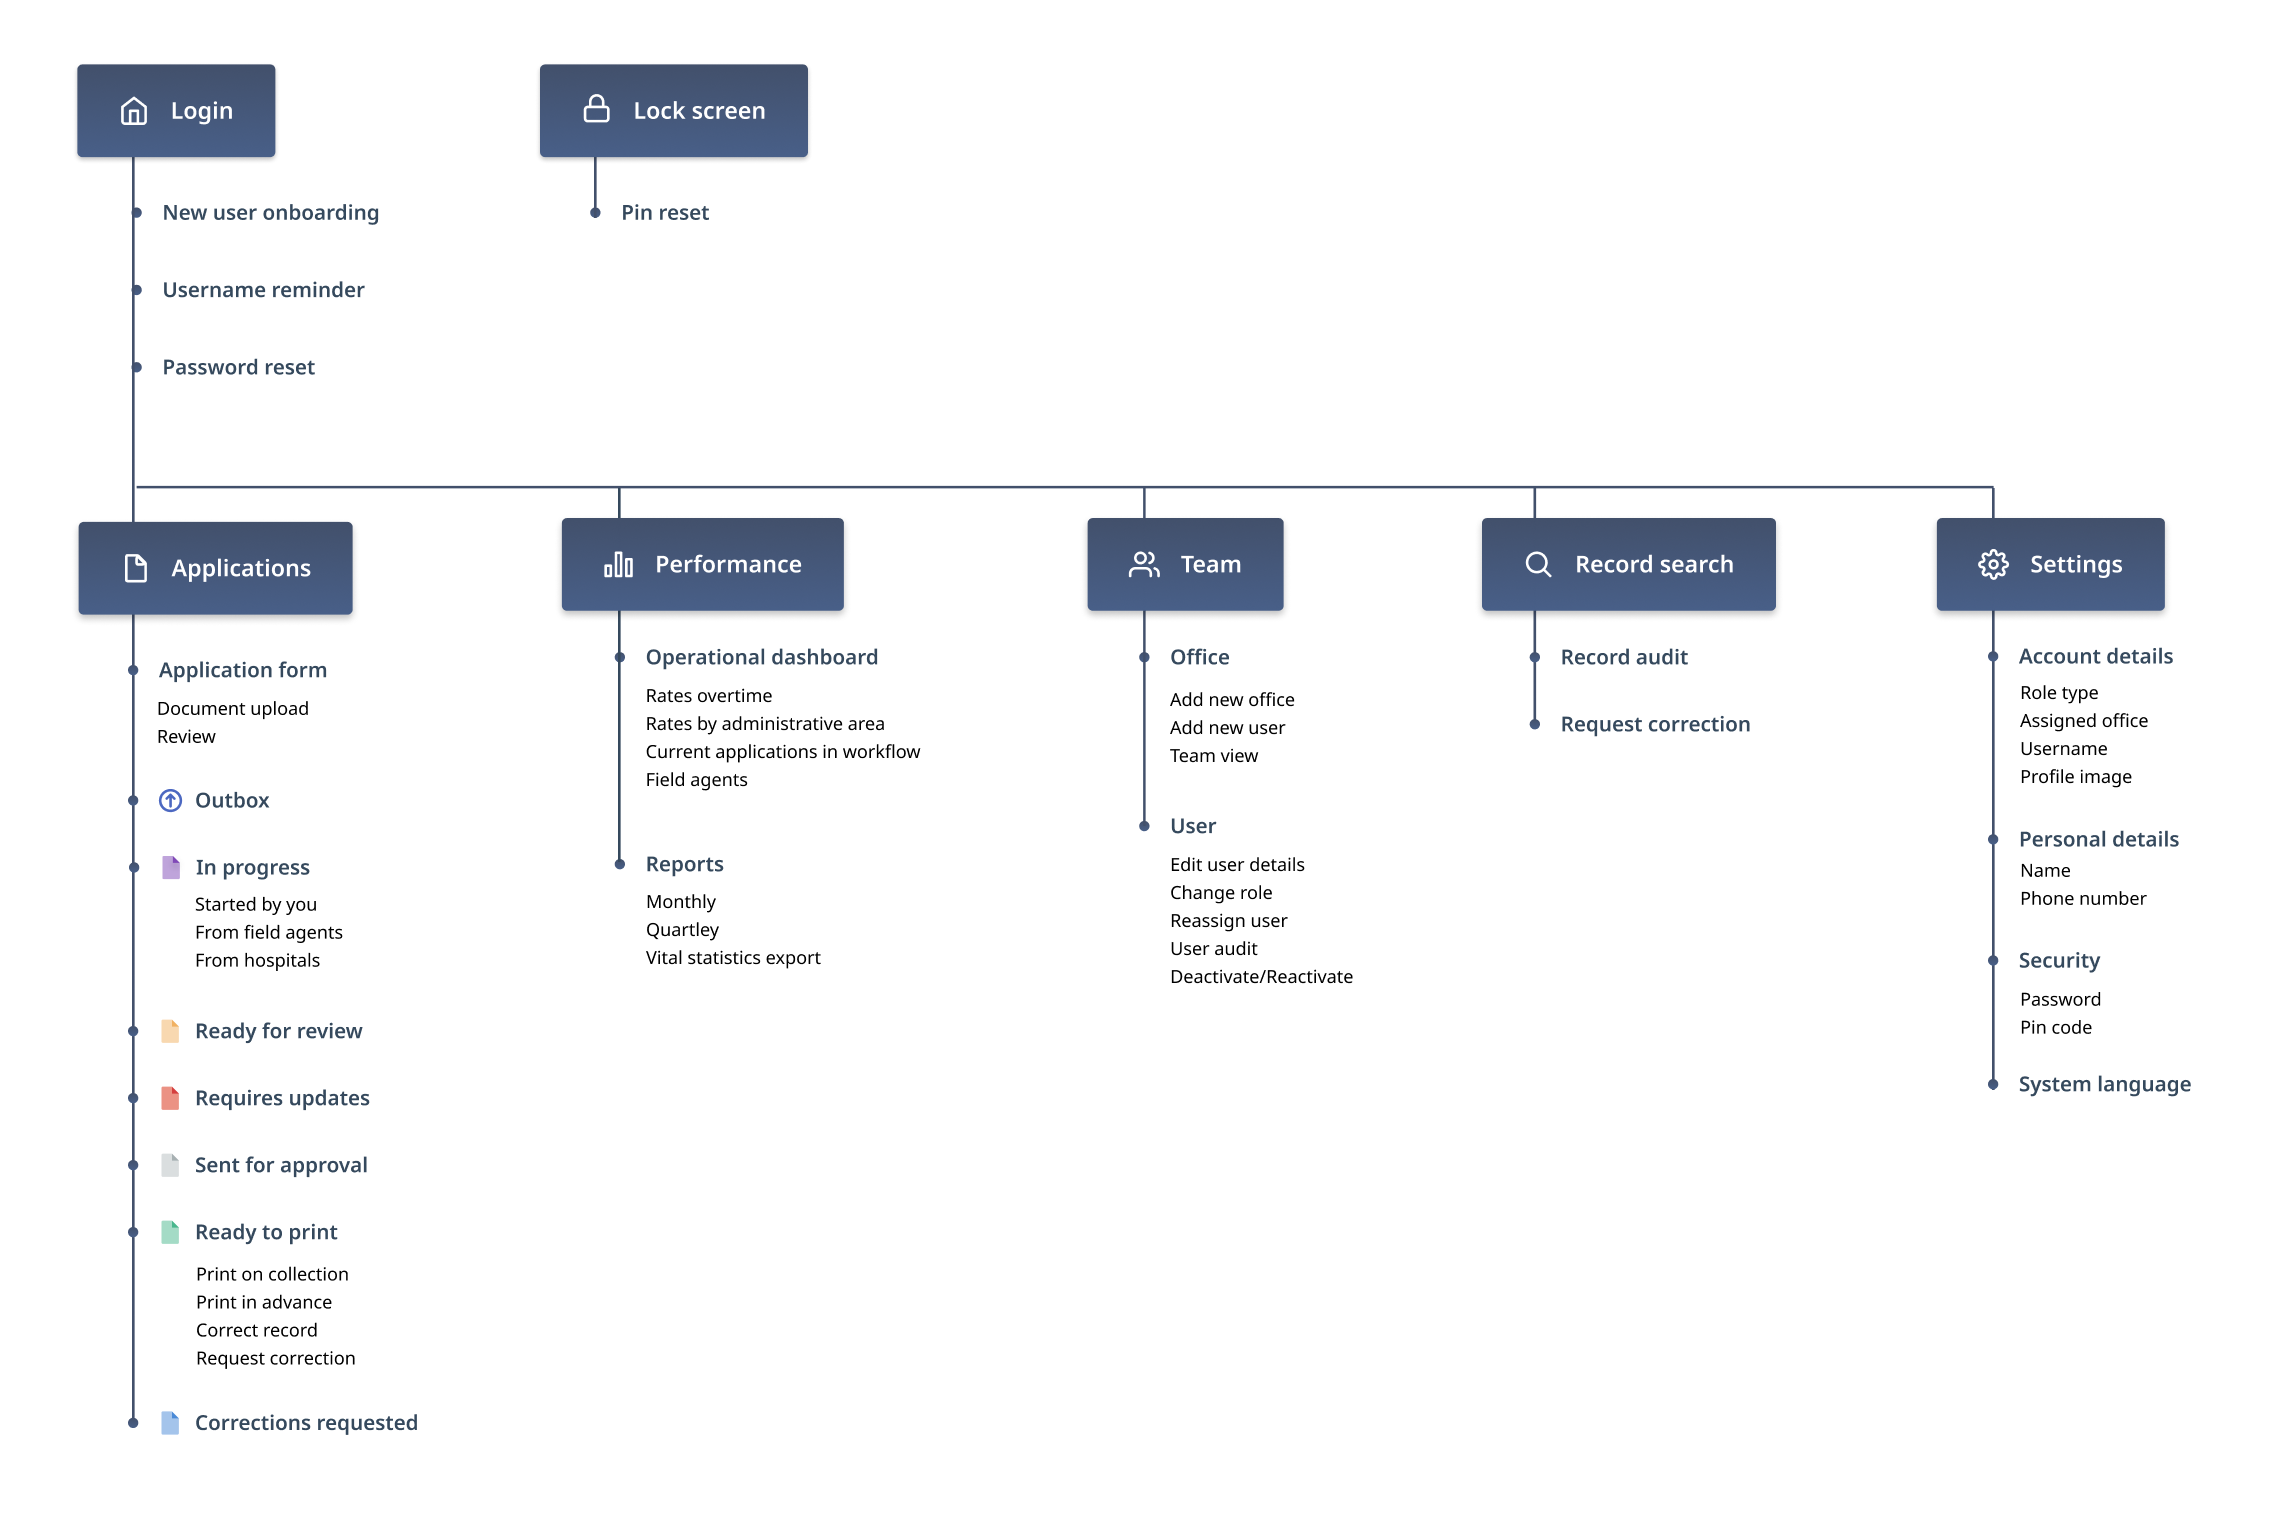 Login
New user onboarding
Username reminder
Password reset
Lock screen
Pin reset
Applications
Application form
Document upload
Review
Outbox
In progress
Started by you
From field agents
From hospitals
Ready for review
Requires updates
Sent for approval
Ready to print
Print on collection
Print in advance
Correct record
Request correction
Corrections requested
Performance
Operational dashboard
Rates overtime
Rates by administrative area
Current applications in workflow
Field agents
Reports
Monthly
Quartley
Vital statistics export
Team
Office
Add new office
Add new user
Team view
User
Edit user details
Change role
Reassign user
User audit
Deactivate/Reactivate
Record search
Record audit
Request correction
Settings
Account details
Role type
Assigned office
Username
Profile image
Personal details
Name
Phone number
Security
Password
Pin code
System language